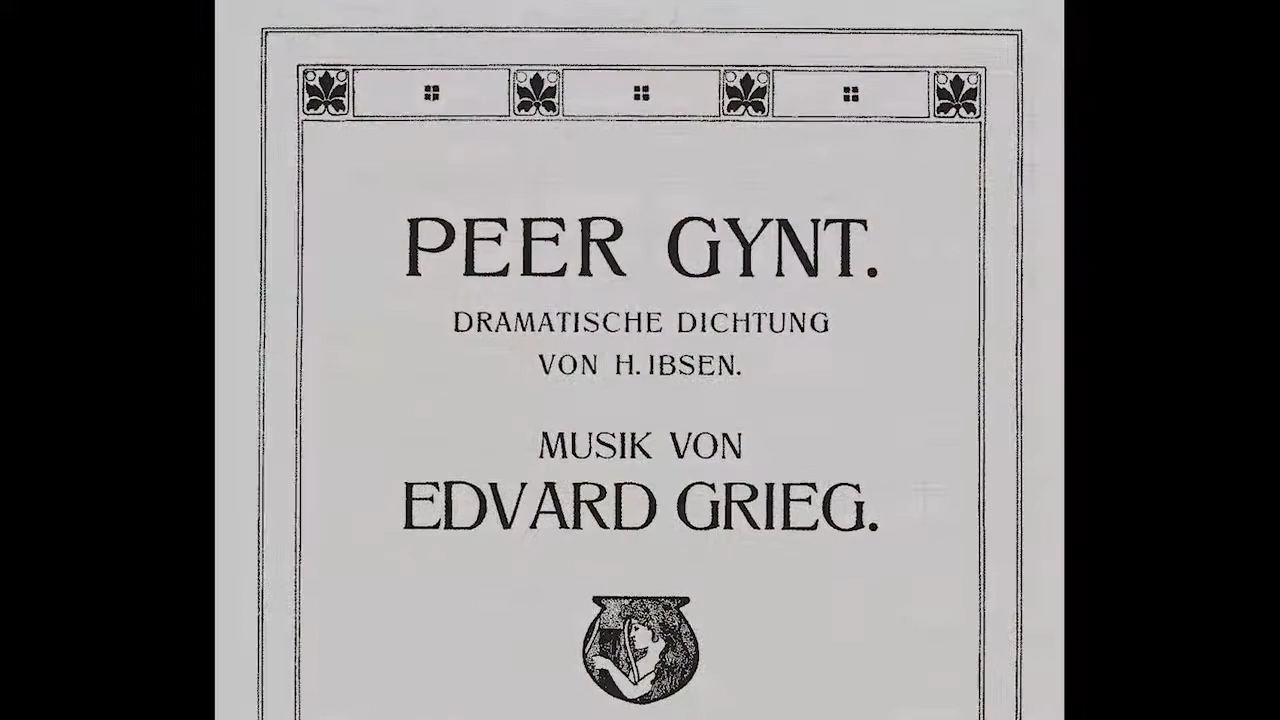 PEER GYNT.
DRAMATISCHE DICHTUNG
VON H. IBSEN.
MUSIK VON
EDVARD GRIEG.